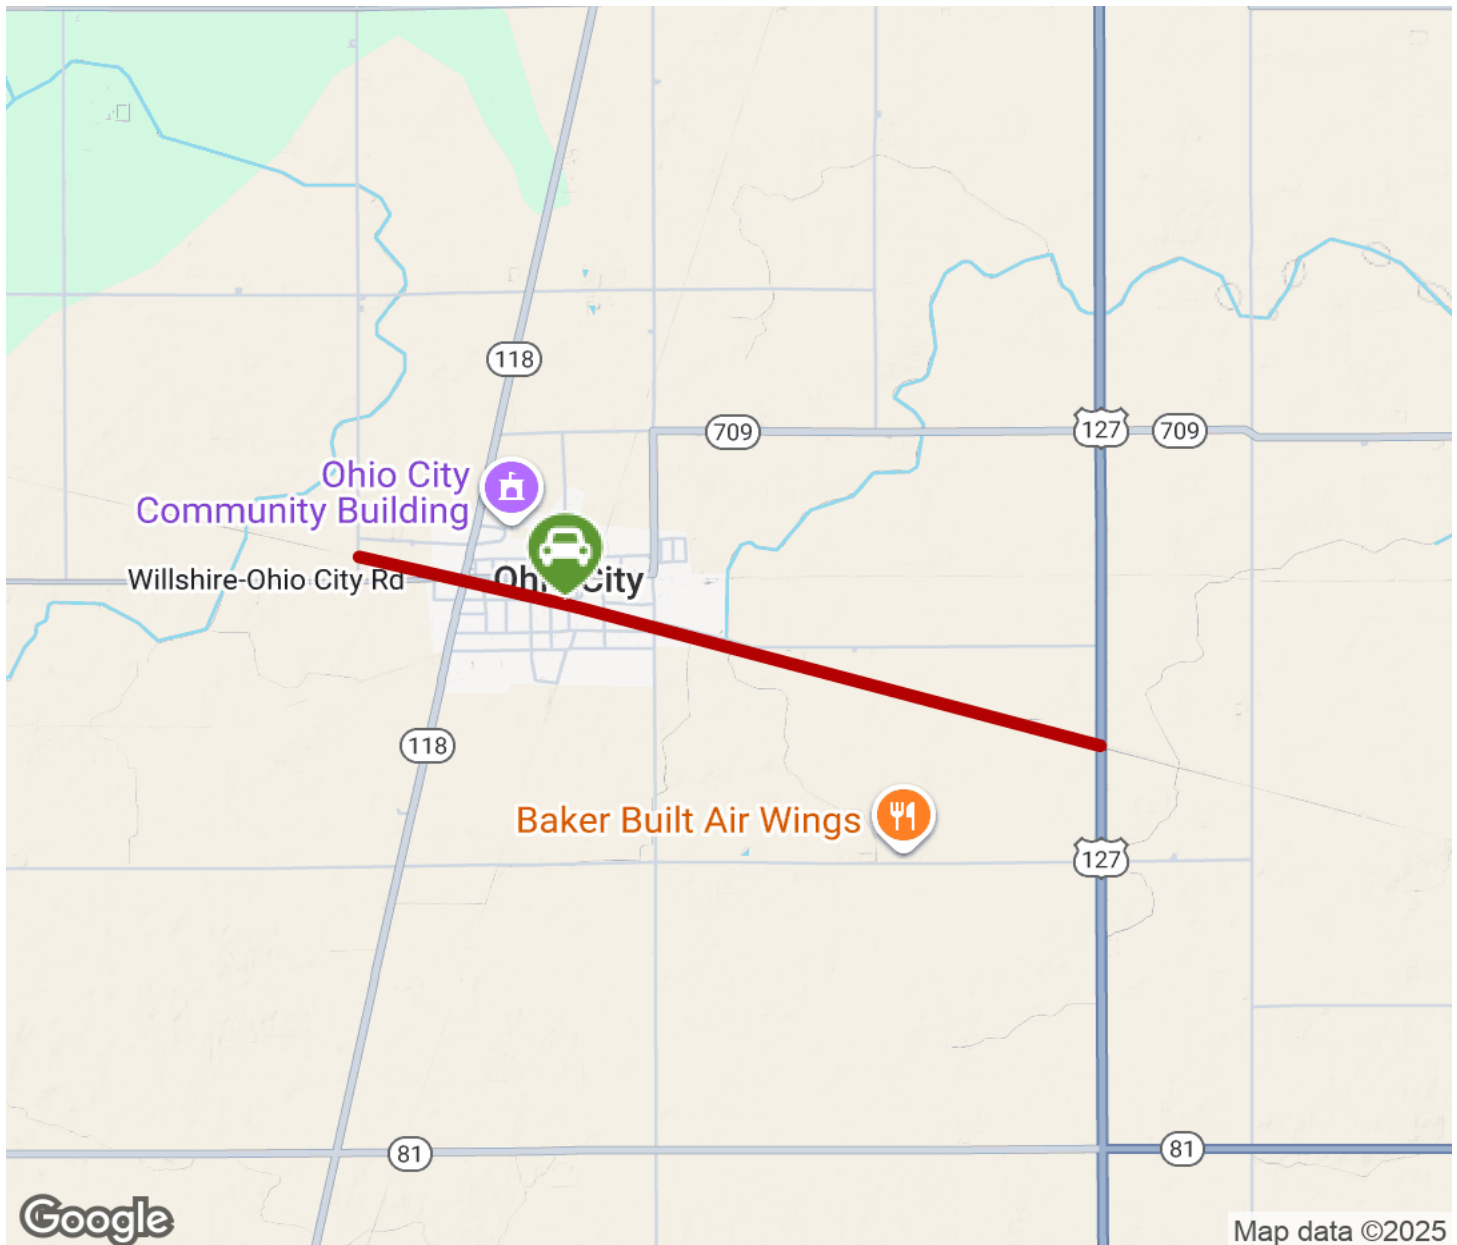 118
709
127
709
Ohio City
Community Building
Willshire-Ohio City Rd
Ohio City
118
Baker Built Air Wings
127
81
81
Google
Map data ©2025